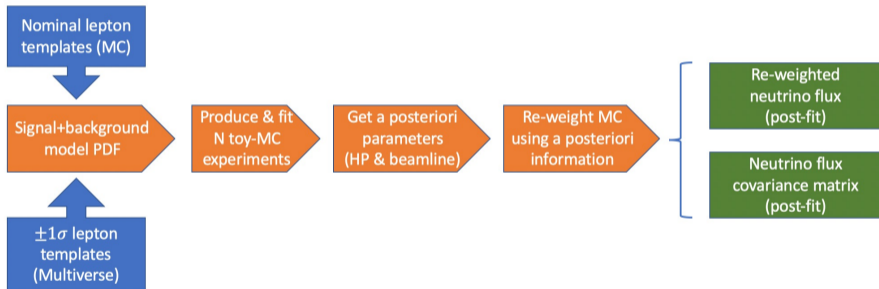 Nominal lepton
templates (MC)
Signal+background
model PDF
±1σ lepton
templates
(Multiverse)
Produce & fit
N toy-MC
experiments
Get a posteriori
parameters
(HP & beamline)
Re-weight MC
using a posteriori
information
Re-weighted
neutrino flux
(post-fit)
Neutrino flux
covariance matrix
(post-fit)